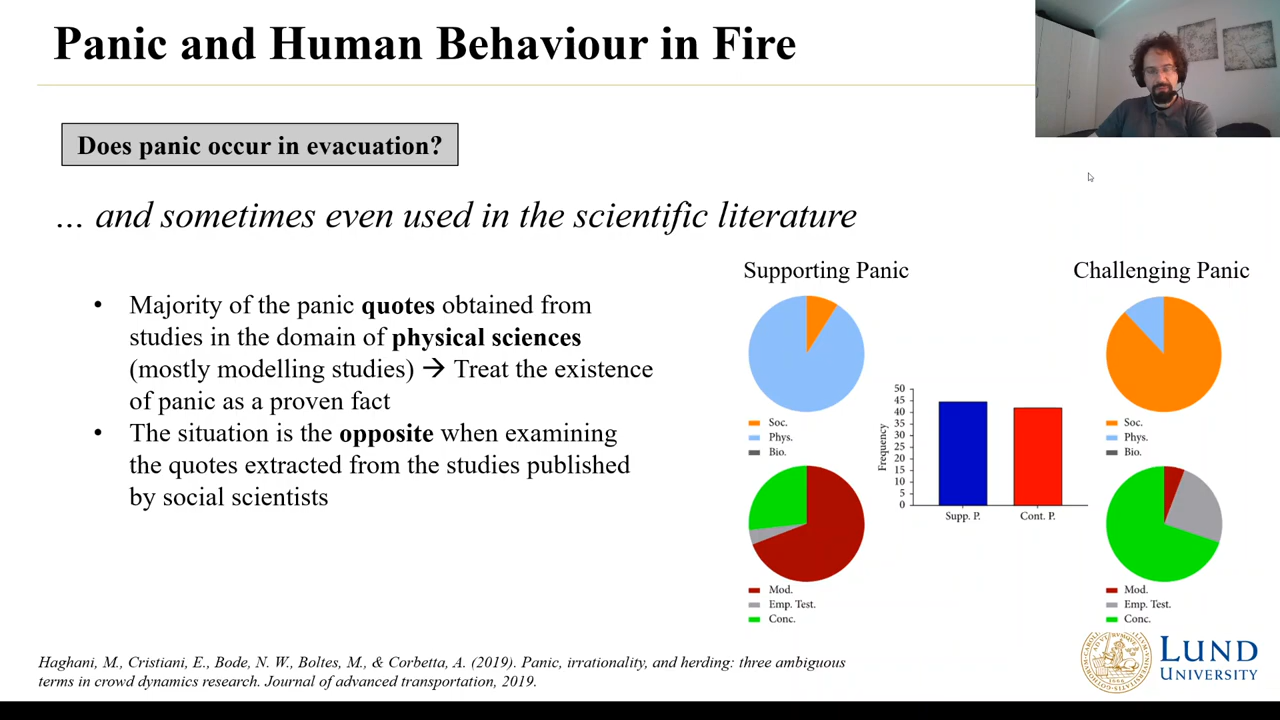 Panic and Human Behaviour in Fire
Does panic occur in evacuation?
... and sometimes even used in the scientific literature
• Majority of the panic quotes obtained from
studies in the domain of physical sciences
(mostly modelling studies) → Treat the existence
of panic as a proven fact
• The situation is the opposite when examining
the quotes extracted from the studies published
by social scientists
Supporting Panic
Soc.
Phys.
Bio.
Mod.
Emp. Test.
Conc.
Frequency
50
45
40
35
30
25
20
15
10
5
0
Supp. P. Cont. P.
Challenging Panic
Soc.
Phys.
Bio.
Mod.
Emp. Test.
Conc.
Haghani, M., Cristiani, E., Bode, N. W., Boltes, M., & Corbetta, A. (2019). Panic, irrationality, and herding: three ambiguous
terms in crowd dynamics research. Journal of advanced transportation, 2019.
LUND
UNIVERSITY